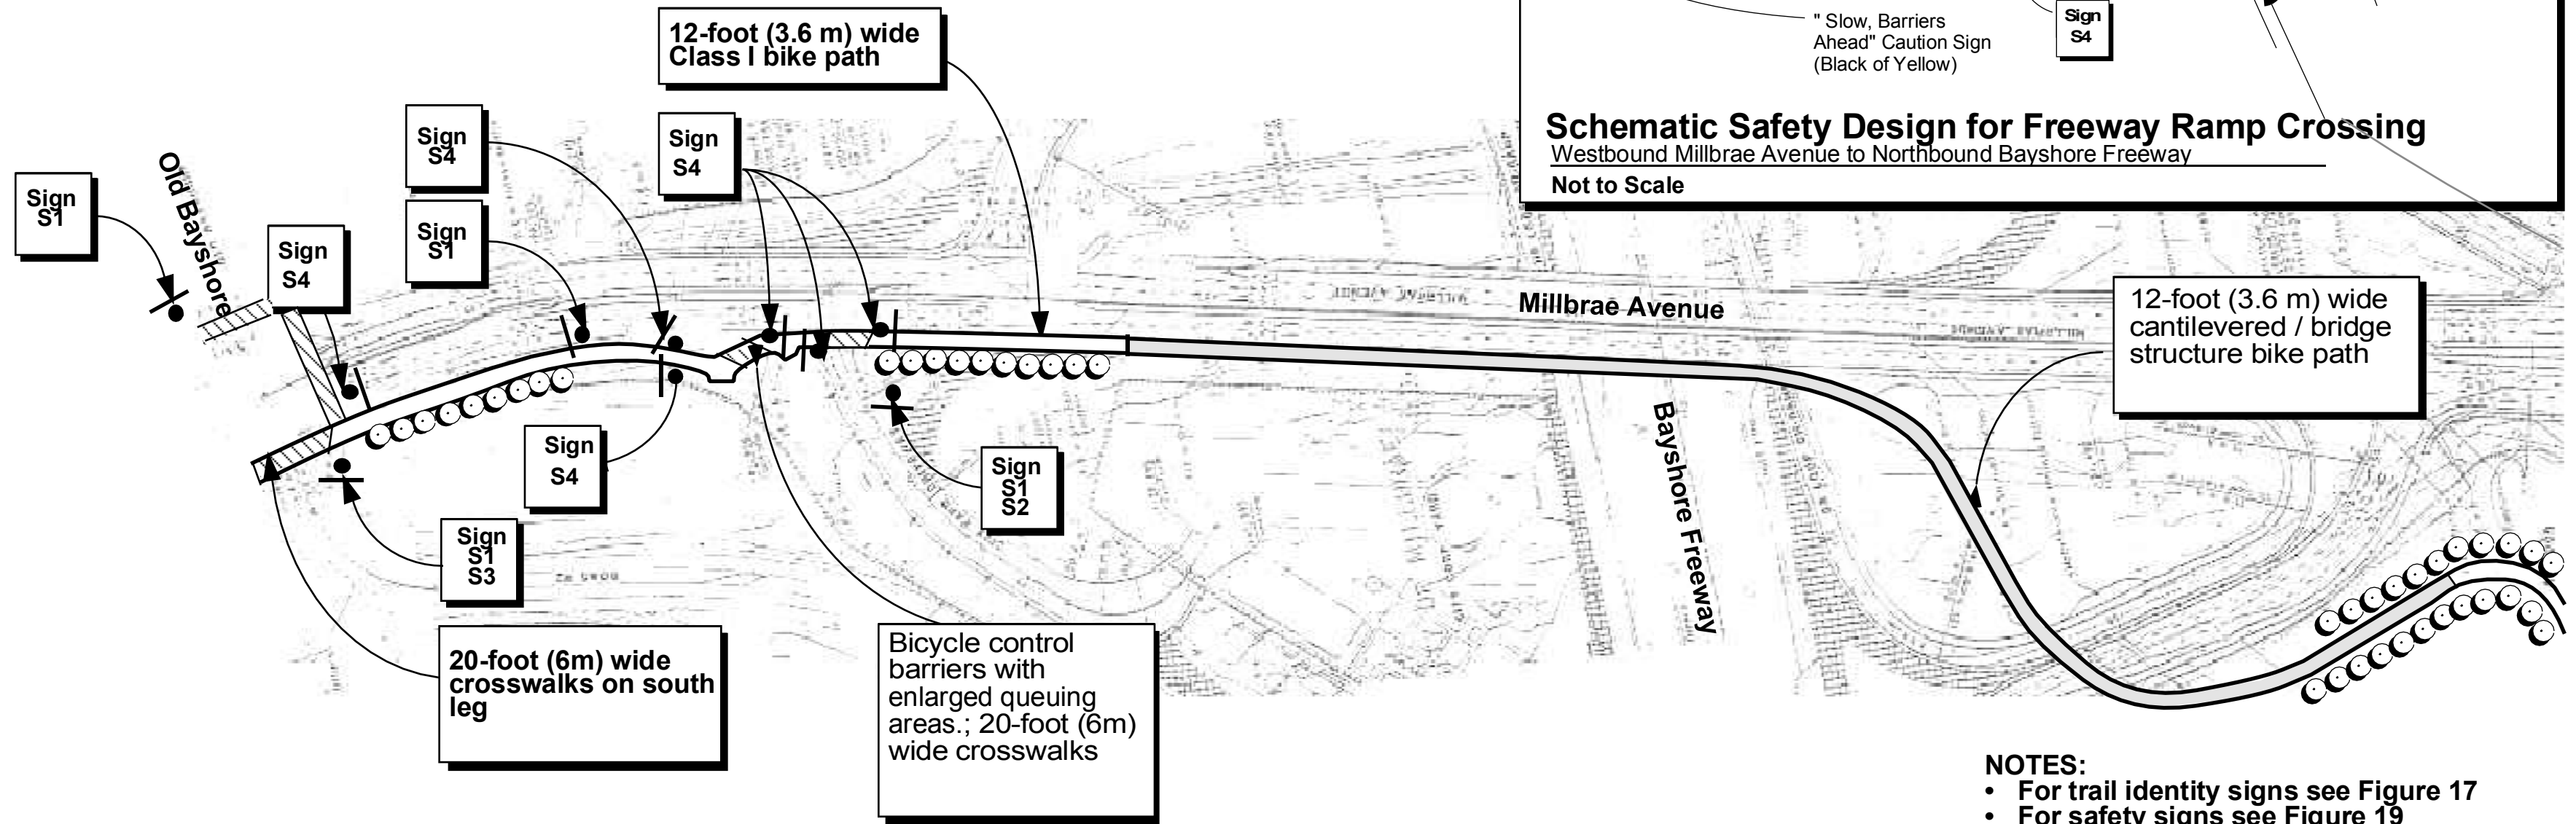 12-foot (3.6 m) wide
Class I bike path
" Slow, Barriers
Ahead" Caution Sign
(Black of Yellow)
Sign
S4
Schematic Safety Design for Freeway Ramp Crossing
Westbound Millbrae Avenue to Northbound Bayshore Freeway
Not to Scale
Sign
S4
Sign
S4
Sign
S1
Old Bayshore
Sign
S1
Sign
S4
Millbrae Avenue
12-foot (3.6 m) wide
cantilevered / bridge
structure bike path
MILLBRAE AVENUE
MILLBRAE AVENUE
Bayshore Freeway
Sign
S4
Sign
S1
S2
Sign
S1
S3
20-foot (6m) wide
crosswalks on south
leg
Bicycle control
barriers with
enlarged queuing
areas.; 20-foot (6m)
wide crosswalks
NOTES:
• For trail identity signs see Figure 17
• For safety signs see Figure 19